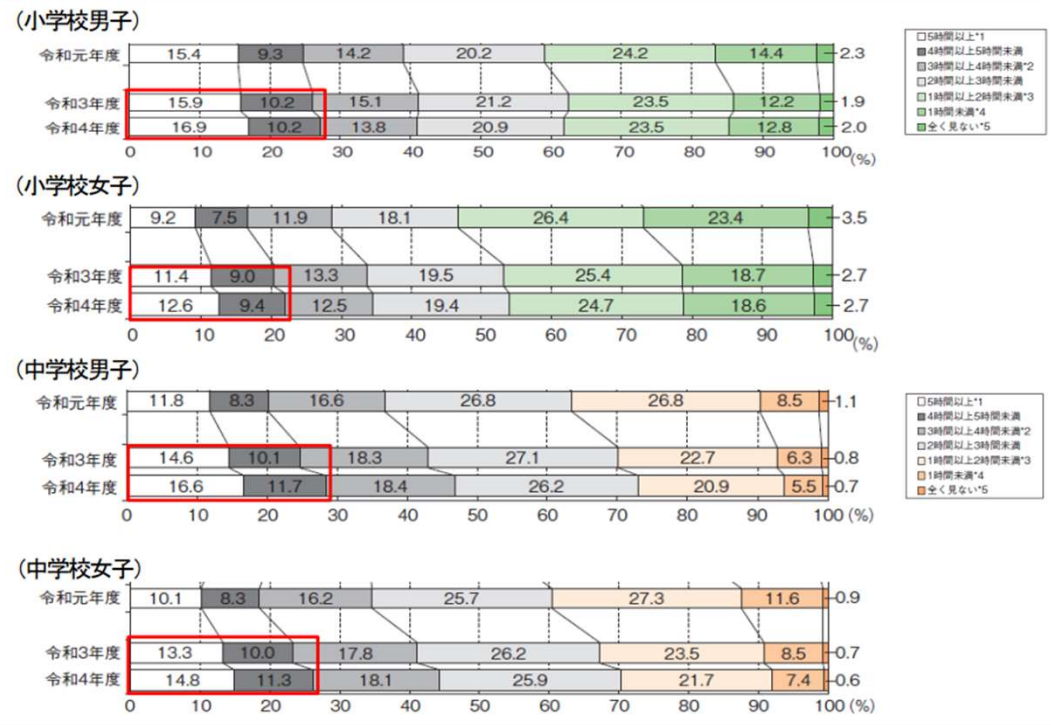 （小学校男子）
令和元年度 15.4 9.3 14.2 20.2 24.2 14.4 2.3
令和3年度 15.9 10.2 15.1 21.2 23.5 12.2 1.9
令和4年度 16.9 10.2 13.8 20.9 23.5 12.8 2.0
0 10 20 30 40 50 60 70 80 90 100(%)
□5時間以上*1
■4時間以上5時間未満
■3時間以上4時間未満*2
□2時間以上3時間未満
□1時間以上2時間未満*3
■1時間未満*4
■全く見ない*5
（小学校女子）
令和元年度 9.2 7.5 11.9 18.1 26.4 23.4 3.5
令和3年度 11.4 9.0 13.3 19.5 25.4 18.7 2.7
令和4年度 12.6 9.4 12.5 19.4 24.7 18.6 2.7
0 10 20 30 40 50 60 70 80 90 100(%)
（中学校男子）
令和元年度 11.8 8.3 16.6 26.8 26.8 8.5 1.1
令和3年度 14.6 10.1 18.3 27.1 22.7 6.3 0.8
令和4年度 16.6 11.7 18.4 26.2 20.9 5.5 0.7
0 10 20 30 40 50 60 70 80 90 100 (%)
□5時間以上*1
■4時間以上5時間未満
■3時間以上4時間未満*2
□2時間以上3時間未満
□1時間以上2時間未満*3
■1時間未満*4
■全く見ない*5
（中学校女子）
令和元年度 10.1 8.3 16.2 25.7 27.3 11.6 0.9
令和3年度 13.3 10.0 17.8 26.2 23.5 8.5 0.7
令和4年度 14.8 11.3 18.1 25.9 21.7 7.4 0.6
0 10 20 30 40 50 60 70 80 90 100 (%)